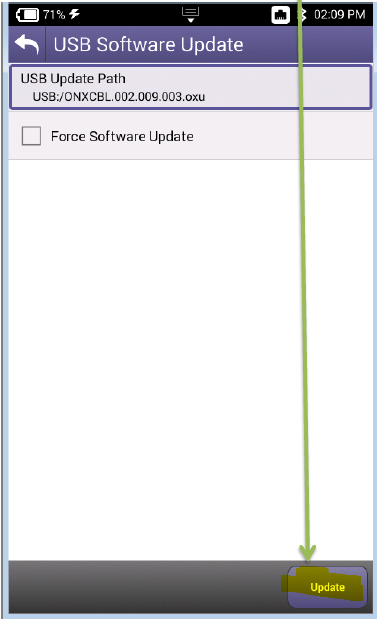 71% 02:09 PM
USB Software Update
USB Update Path
USB:/ONXCBL.002.009.003.oxu
Force Software Update
Update